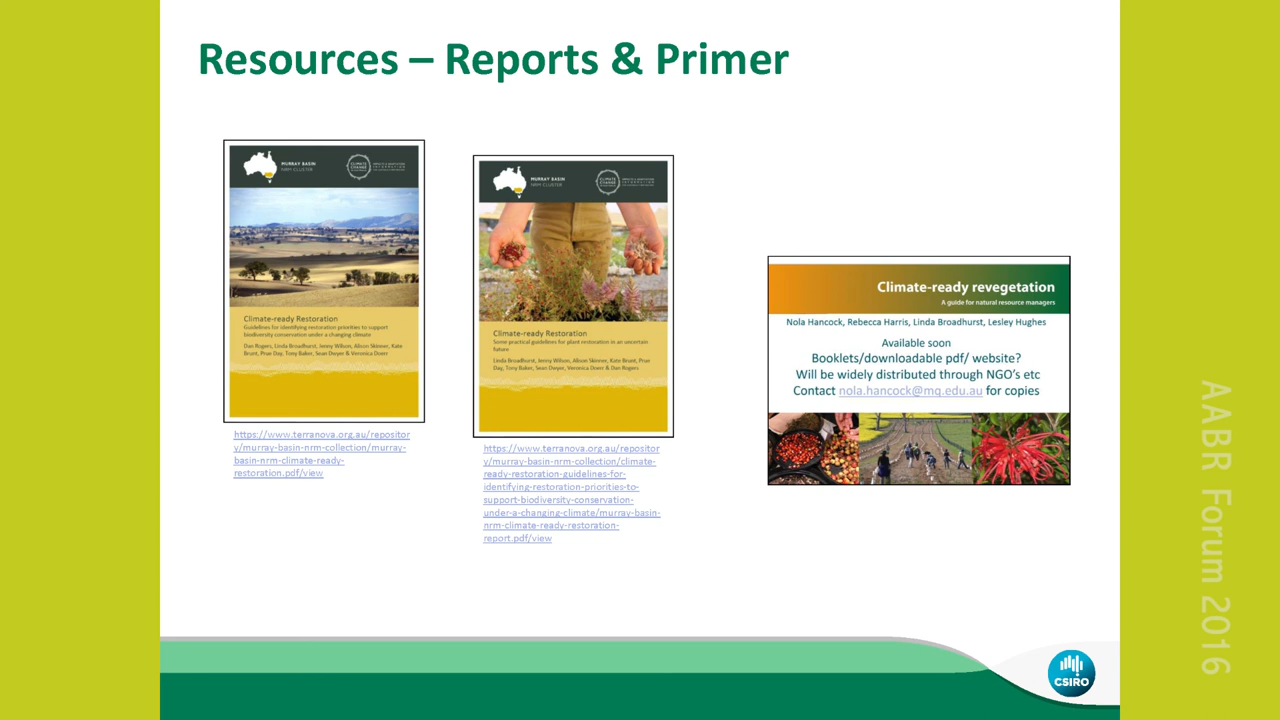 Resources – Reports & Primer
MURRAY BASIN
NRM CLUSTER
CLIMATE
CHANGE
Climate-ready Restoration
Guidelines for identifying restoration priorities to support
biodiversity conservation under a changing climate
Dan Rogers, Linda Broadhurst, Jenny Wilson, Alison Skinner, Kate
Brunt, Prue Day, Tony Baker, Sean Dwyer & Veronica Doerr
https://www.terranova.org.au/repositor
y/murray-basin-nrm-collection/murray-
basin-nrm-climate-ready-
restoration.pdf/view
MURRAY BASIN
NRM CLUSTER
CLIMATE
CHANGE
Climate-ready Restoration
Some practical guidelines for plant restoration in an uncertain
future
Linda Broadhurst, Jenny Wilson, Alison Skinner, Kate Brunt, Prue
Day, Tony Baker, Sean Dwyer, Veronica Doerr & Dan Rogers
https://www.terranova.org.au/repositor
y/murray-basin-nrm-collection/climate-
ready-restoration-guidelines-for-
identifying-restoration-priorities-to-
support-biodiversity-conservation-
under-a-changing-climate/murray-basin-
nrm-climate-ready-restoration-
report.pdf/view
Climate-ready revegetation
A guide for natural resource managers
Nola Hancock, Rebecca Harris, Linda Broadhurst, Lesley Hughes
Available soon
Booklets/downloadable pdf/ website?
Will be widely distributed through NGO's etc
Contact nola.hancock@mq.edu.au for copies
CSIRO
AABR Forum 2016